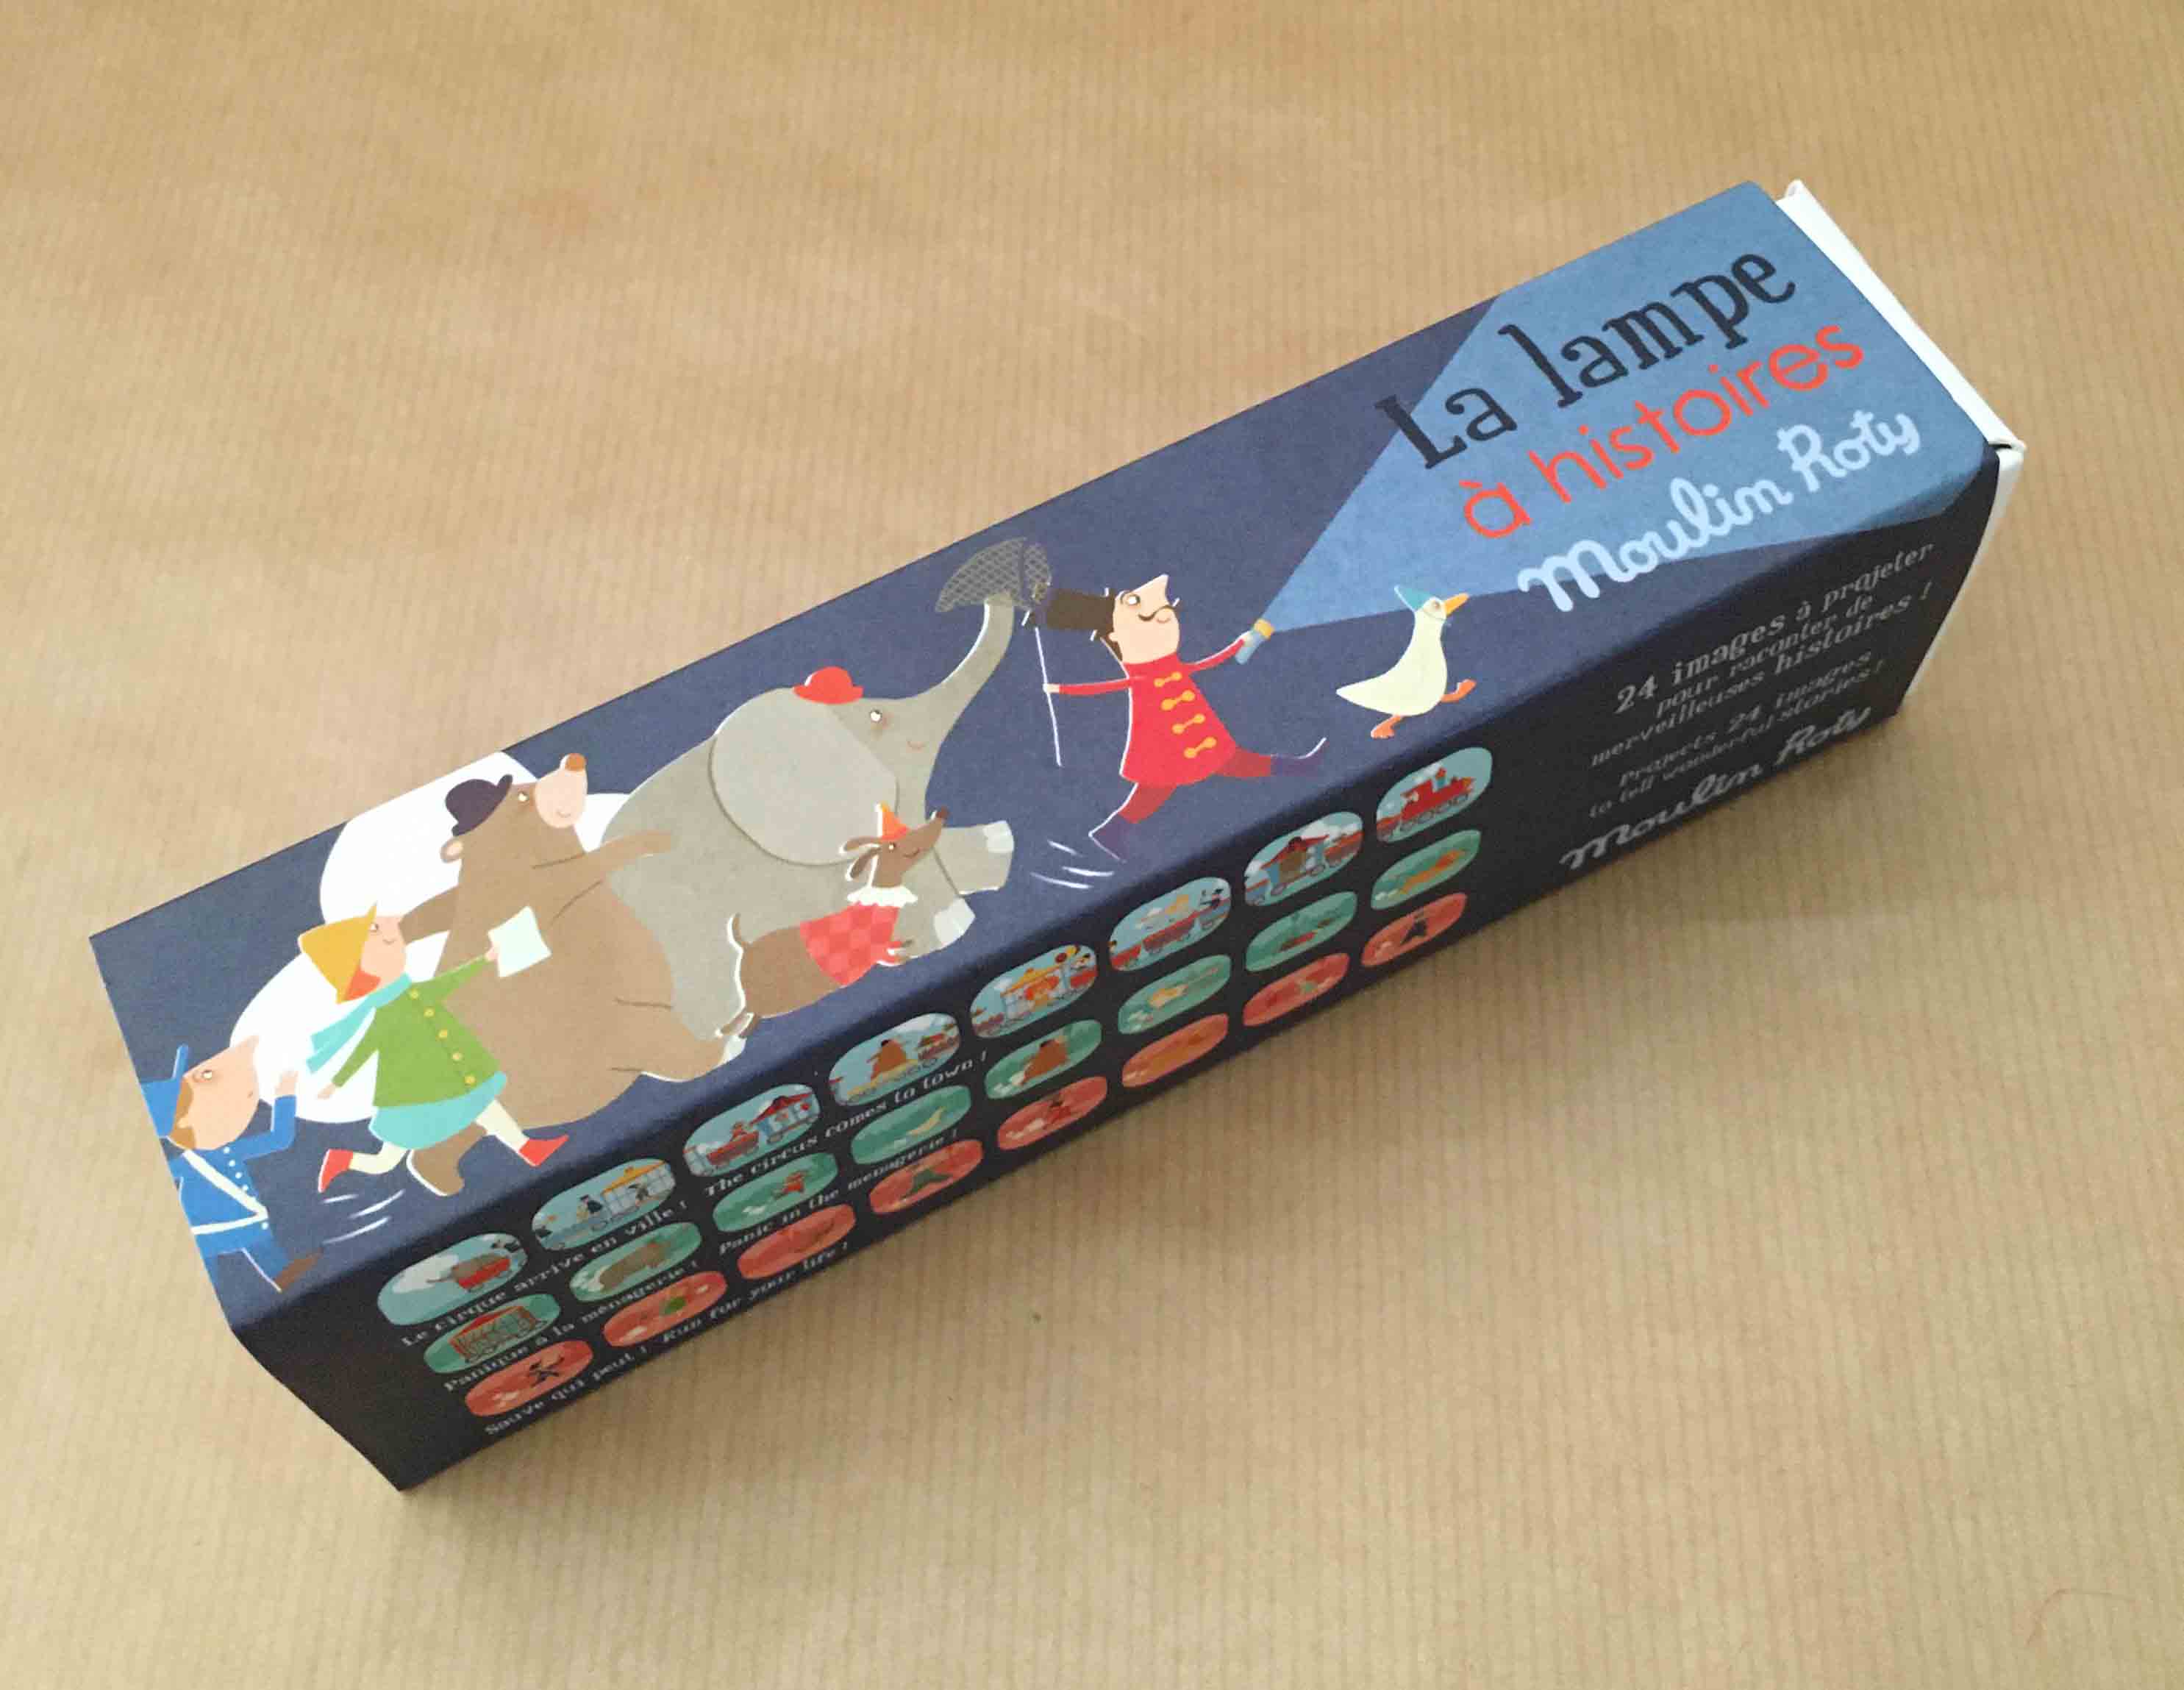 La lampe
à histoires
Moulin Roty
24 images à projeter
pour raconter de
merveilleuses histoires !
Projects 24 images
to tell wonderful stories!
Moulin Roty
Le cirque arrive en ville ! The circus comes to town !
Panique à la ménagerie ! Panic in the menagerie !
Sauve qui peut ! Run for your life !